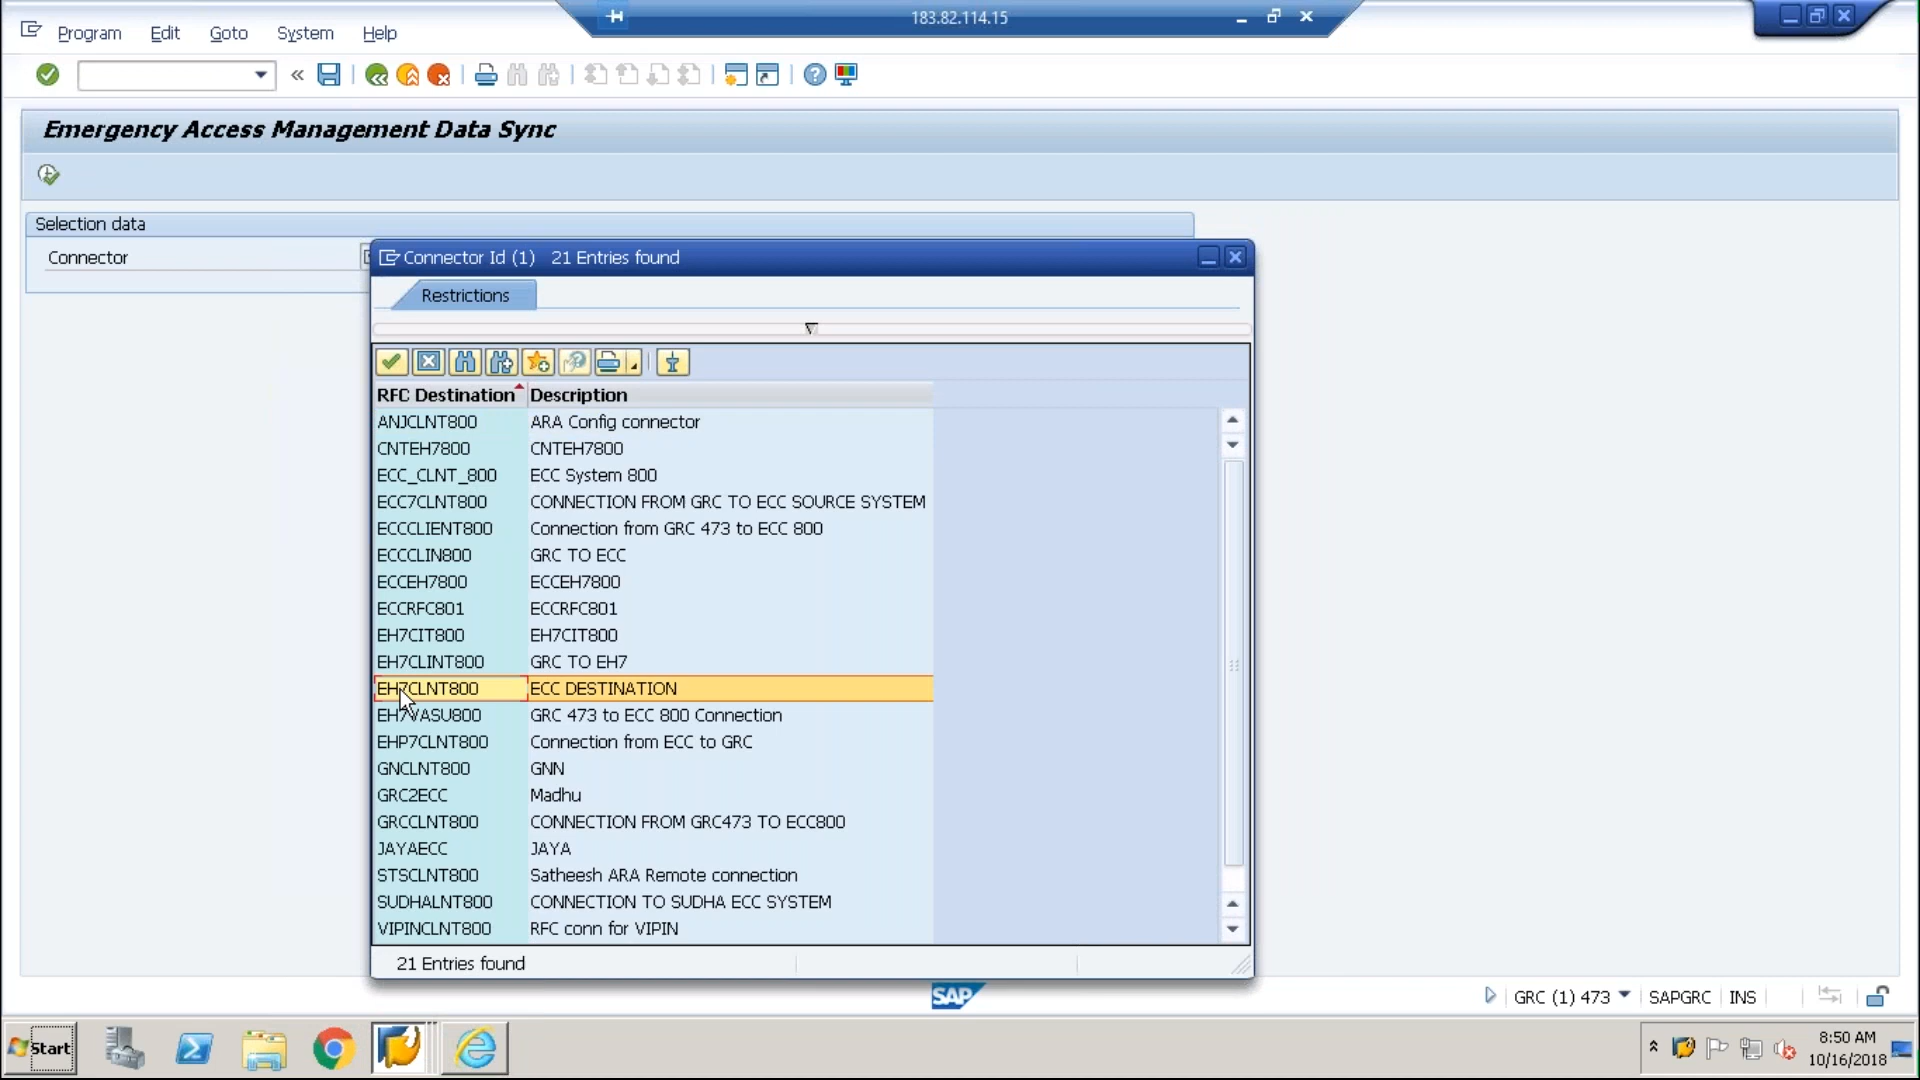 183.82.114.15
Program Edit Goto System Help
Emergency Access Management Data Sync
Selection data
Connector
Connector Id (1) 21 Entries found
Restrictions
RFC Destination Description
ANJCLNT800 ARA Config connector
CNTEH7800 CNTEH7800
ECC_CLNT_800 ECC System 800
ECC7CLNT800 CONNECTION FROM GRC TO ECC SOURCE SYSTEM
ECCCLIENT800 Connection from GRC 473 to ECC 800
ECCCLIN800 GRC TO ECC
ECCEH7800 ECCEH7800
ECCRFC801 ECCRFC801
EH7CIT800 EH7CIT800
EH7CLINT800 GRC TO EH7
EH7CLNT800 ECC DESTINATION
EH7VASU800 GRC 473 to ECC 800 Connection
EHP7CLNT800 Connection from ECC to GRC
GNCLNT800 GNN
GRC2ECC Madhu
GRCCLNT800 CONNECTION FROM GRC473 TO ECC800
JAYAECC JAYA
STSCLNT800 Satheesh ARA Remote connection
SUDHALNT800 CONNECTION TO SUDHA ECC SYSTEM
VIPINCLNT800 RFC conn for VIPIN
21 Entries found
SAP
GRC (1) 473 SAPGRC INS
Start
8:50 AM
10/16/2018